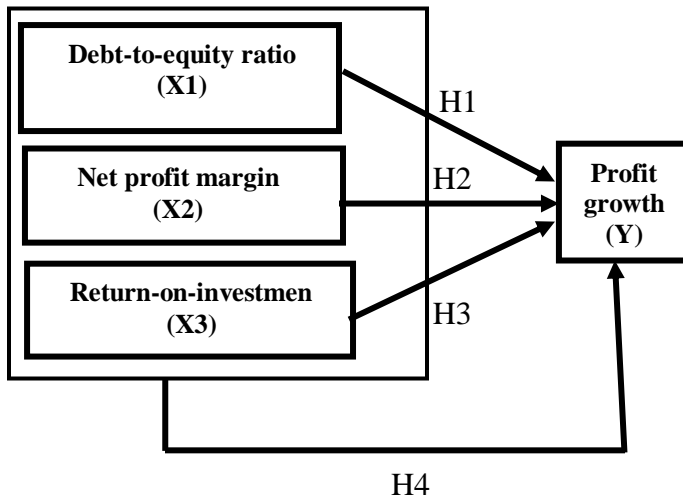 Debt-to-equity ratio
(X1)
H1
Net profit margin
(X2)
H2
Profit
growth
(Y)
Return-on-investmen
(X3)
H3
H4